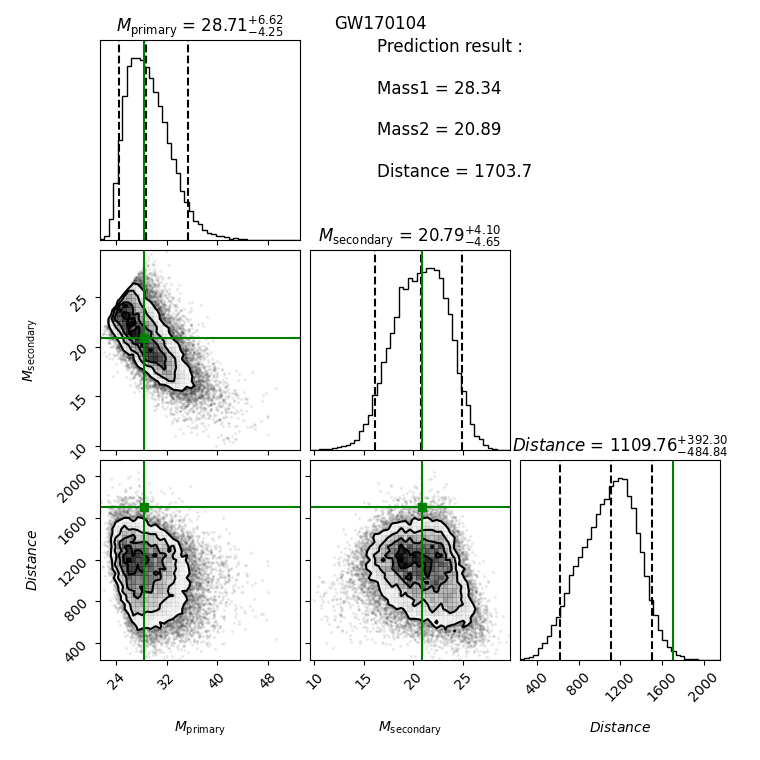 M_primary = 28.71^{+6.62}_{-4.25}
GW170104
Prediction result :
Mass1 = 28.34
Mass2 = 20.89
Distance = 1703.7
M_secondary = 20.79^{+4.10}_{-4.65}
M_secondary
25
20
15
10
Distance = 1109.76^{+392.30}_{-484.84}
Distance
2000
1600
1200
800
400
24 32 40 48
10 15 20 25
400 800 1200 1600 2000
M_primary
M_secondary
Distance